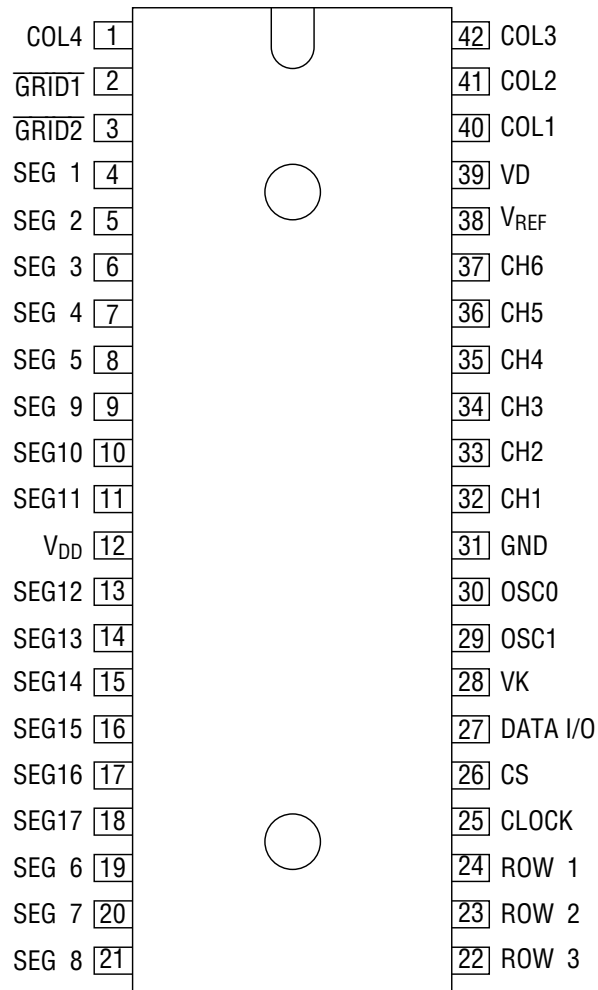 COL4 1 42 COL3
GRID1 2 41 COL2
GRID2 3 40 COL1
SEG 1 4 39 VD
SEG 2 5 38 VREF
SEG 3 6 37 CH6
SEG 4 7 36 CH5
SEG 5 8 35 CH4
SEG 9 9 34 CH3
SEG10 10 33 CH2
SEG11 11 32 CH1
VDD 12 31 GND
SEG12 13 30 OSC0
SEG13 14 29 OSC1
SEG14 15 28 VK
SEG15 16 27 DATA I/O
SEG16 17 26 CS
SEG17 18 25 CLOCK
SEG 6 19 24 ROW 1
SEG 7 20 23 ROW 2
SEG 8 21 22 ROW 3